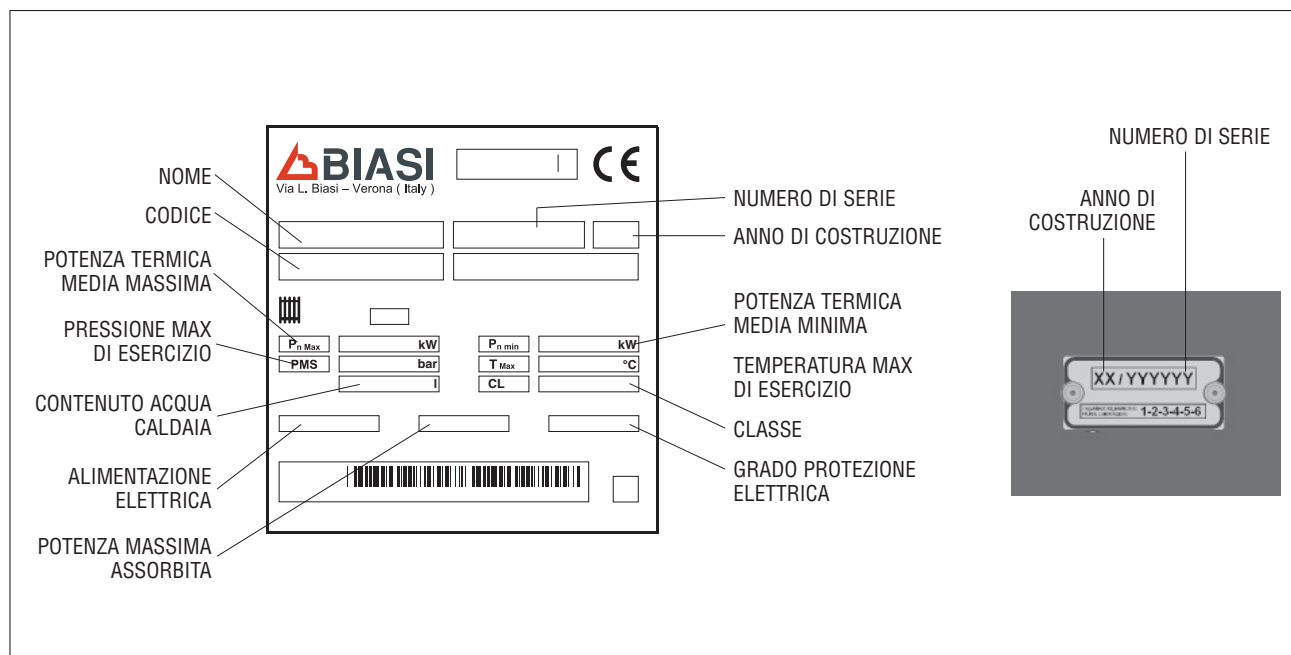 BIASI
CE
Via L. Biasi – Verona ( Italy )
NOME
CODICE
POTENZA TERMICA
MEDIA MASSIMA
PRESSIONE MAX
DI ESERCIZIO
CONTENUTO ACQUA
CALDAIA
ALIMENTAZIONE
ELETTRICA
POTENZA MASSIMA
ASSORBITA
Pn Max kW Pn min kW
PMS bar T Max °C
l CL
NUMERO DI SERIE
ANNO DI COSTRUZIONE
POTENZA TERMICA
MEDIA MINIMA
TEMPERATURA MAX
DI ESERCIZIO
CLASSE
GRADO PROTEZIONE
ELETTRICA
NUMERO DI SERIE
ANNO DI
COSTRUZIONE
XX/YYYYYY
1-2-3-4-5-6